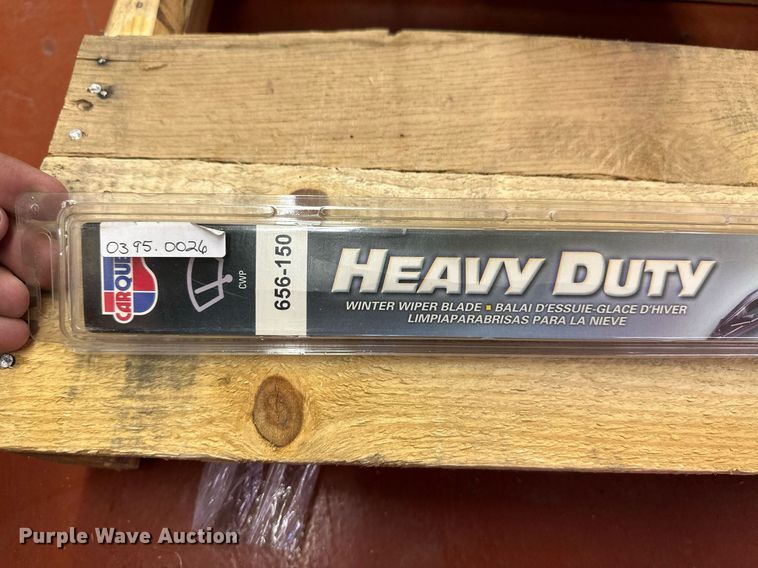 0395.0026
CARQUE
CWP
656-150
HEAVY DUTY
WINTER WIPER BLADE ▪ BALAI D'ESSUIE-GLACE D'HIVER
LIMPIAPARABRISAS PARA LA NIEVE
Purple Wave Auction